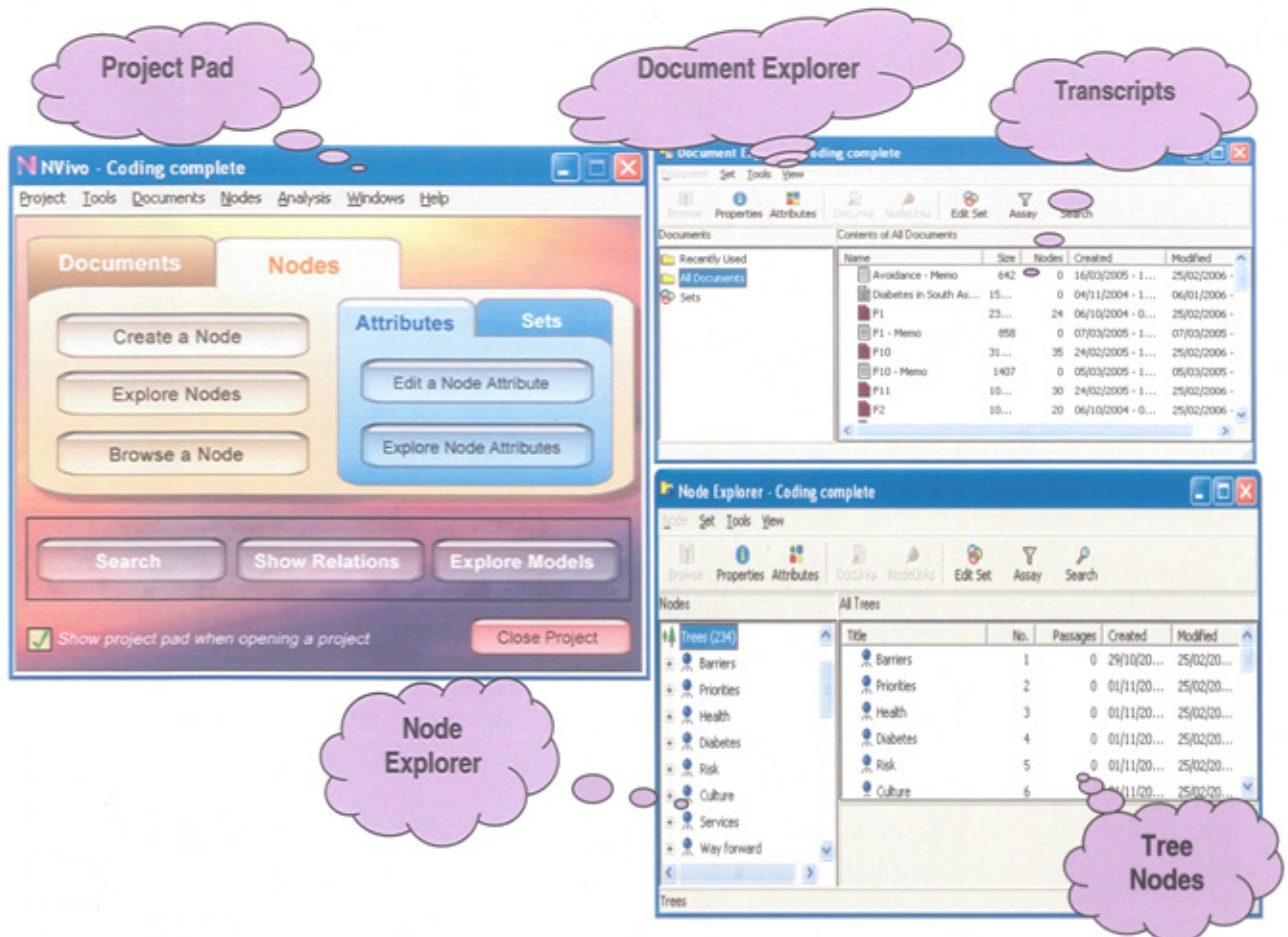 Project Pad
Document Explorer
Transcripts
NVivo - Coding complete
Project Tools Documents Nodes Analysis Windows Help
Documents Nodes
Create a Node
Explore Nodes
Browse a Node
Attributes Sets
Edit a Node Attribute
Explore Node Attributes
Search Show Relations Explore Models
Show project pad when opening a project
Close Project
Document E oding complete
Document Set Tools View
Browse Properties Attributes DocLinks NodeLinks Edit Set Assay Search
Documents
Recently Used
All Documents
Sets
Contents of All Documents
Name Size Nodes Created Modified
Avoidance - Memo 642 0 16/03/2005 - 1... 25/02/2006 -
Diabetes in South As... 15... 0 04/11/2004 - 1... 06/01/2006 -
F1 23... 24 06/10/2004 - 0... 25/02/2006 -
F1 - Memo 858 0 07/03/2005 - 1... 07/03/2005 -
F10 31... 35 24/02/2005 - 1... 25/02/2006 -
F10 - Memo 1407 0 05/03/2005 - 1... 05/03/2005 -
F11 10... 30 24/02/2005 - 1... 25/02/2006 -
F2 10... 20 06/10/2004 - 0... 25/02/2006 -
Node Explorer - Coding complete
Node Set Tools View
Browse Properties Attributes DocLinks NodeLinks Edit Set Assay Search
Nodes
Trees (234)
Barriers
Priorities
Health
Diabetes
Risk
Culture
Services
Way forward
Trees
All Trees
Title No. Passages Created Modified
Barriers 1 0 29/10/20... 25/02/20...
Priorities 2 0 01/11/20... 25/02/20...
Health 3 0 01/11/20... 25/02/20...
Diabetes 4 0 01/11/20... 25/02/20...
Risk 5 0 01/11/20... 25/02/20...
Culture 6 /11/20... 25/02/20...
Node
Explorer
Tree
Nodes